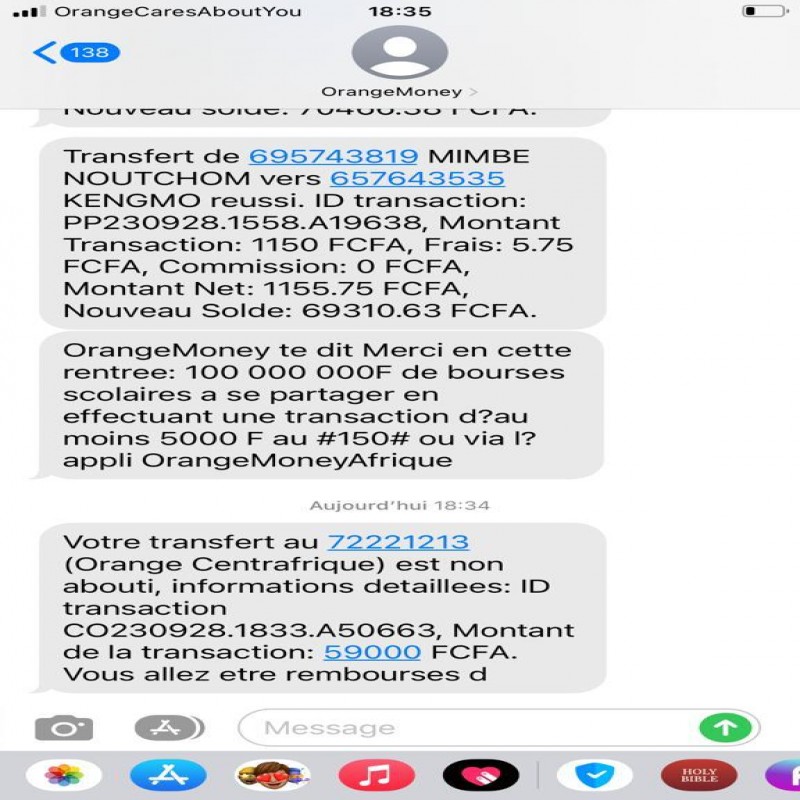 OrangeCaresAboutYou 18:35
138
OrangeMoney
Nouveau solde: 70466.38 FCFA.
Transfert de 695743819 MIMBE
NOUTCHOM vers 657643535
KENGMO reussi. ID transaction:
PP230928.1558.A19638, Montant
Transaction: 1150 FCFA, Frais: 5.75
FCFA, Commission: 0 FCFA,
Montant Net: 1155.75 FCFA,
Nouveau Solde: 69310.63 FCFA.
OrangeMoney te dit Merci en cette
rentree: 100 000 000F de bourses
scolaires a se partager en
effectuant une transaction d?au
moins 5000 F au #150# ou via l?
appli OrangeMoneyAfrique
Aujourd’hui 18:34
Votre transfert au 72221213
(Orange Centrafrique) est non
abouti, informations detaillees: ID
transaction
CO230928.1833.A50663, Montant
de la transaction: 59000 FCFA.
Vous allez etre rembourses d
Message
HOLY
BIBLE